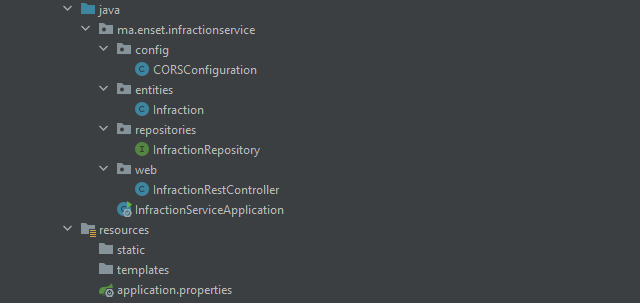 java
ma.enset.infractionservice
config
CORSConfiguration
entities
Infraction
repositories
InfractionRepository
web
InfractionRestController
InfractionServiceApplication
resources
static
templates
application.properties